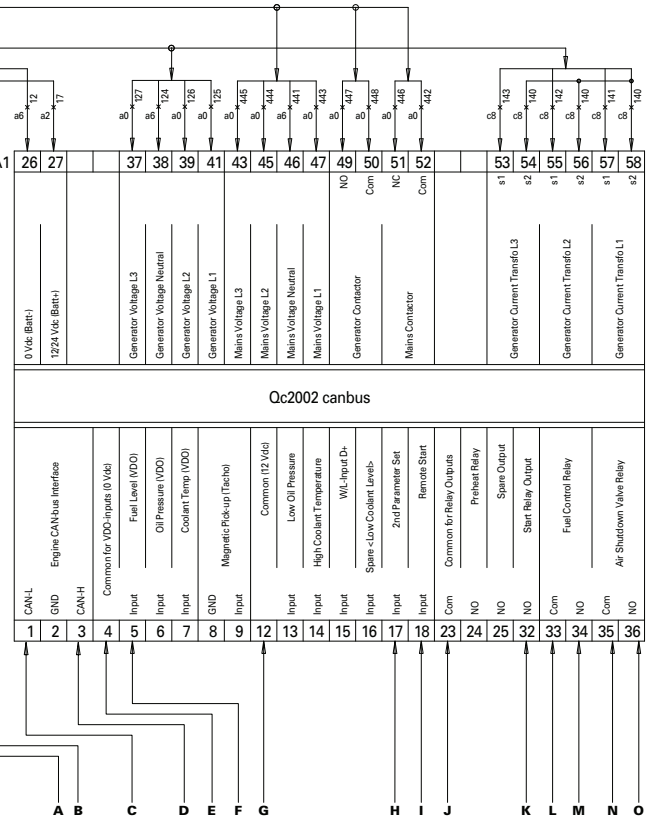 12
17
127
124
126
125
445
444
441
443
447
448
446
442
143
140
142
140
141
140
a6
a2
a0
a6
a0
a0
a0
a0
a6
a0
a0
a0
a0
a0
c8
c8
c8
c8
c8
c8
26 27 37 38 39 41 43 45 46 47 49 50 51 52 53 54 55 56 57 58
NO
Com
NC
Com
s1
s2
s1
s2
s1
s2
0 Vdc (Batt-)
12/24 Vdc (Batt+)
Generator Voltage L3
Generator Voltage Neutral
Generator Voltage L2
Generator Voltage L1
Mains Voltage L3
Mains Voltage L2
Mains Voltage Neutral
Mains Voltage L1
Generator Contactor
Mains Contactor
Generator Current Transfo L3
Generator Current Transfo L2
Generator Current Transfo L1
Qc2002 canbus
Engine CAN-bus Interface
Common for VDO-inputs (0 Vdc)
Fuel Level (VDO)
Oil Pressure (VDO)
Coolant Temp (VDO)
Magnetic Pick-up (Tacho)
Common (12 Vdc)
Low Oil Pressure
High Coolant Temperature
W/L-Input D+
Spare <Low Coolant Level>
2nd Parameter Set
Remote Start
Common for Relay Outputs
Preheat Relay
Spare Output
Start Relay Output
Fuel Control Relay
Air Shutdown Valve Relay
CAN-L
GND
CAN-H
Input
Input
Input
GND
Input
Input
Input
Input
Input
Input
Input
Com
NO
NO
NO
Com
NO
Com
NO
1 2 3 4 5 6 7 8 9 12 13 14 15 16 17 18 23 24 25 32 33 34 35 36
A B C D E F G H I J K L M N O